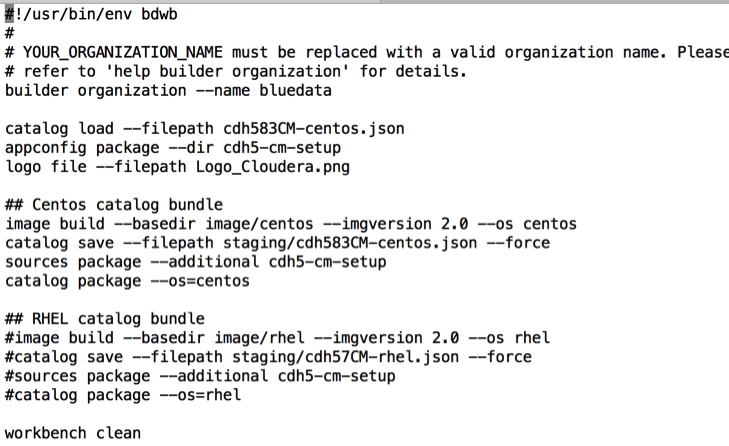 #!/usr/bin/env bdwb
#
# YOUR_ORGANIZATION_NAME must be replaced with a valid organization name. Please
# refer to 'help builder organization' for details.
builder organization --name bluedata
catalog load --filepath cdh583CM-centos.json
appconfig package --dir cdh5-cm-setup
logo file --filepath Logo_Cloudera.png
## Centos catalog bundle
image build --basedir image/centos --imgversion 2.0 --os centos
catalog save --filepath staging/cdh583CM-centos.json --force
sources package --additional cdh5-cm-setup
catalog package --os=centos
## RHEL catalog bundle
#image build --basedir image/rhel --imgversion 2.0 --os rhel
#catalog save --filepath staging/cdh57CM-rhel.json --force
#sources package --additional cdh5-cm-setup
#catalog package --os=rhel
workbench clean